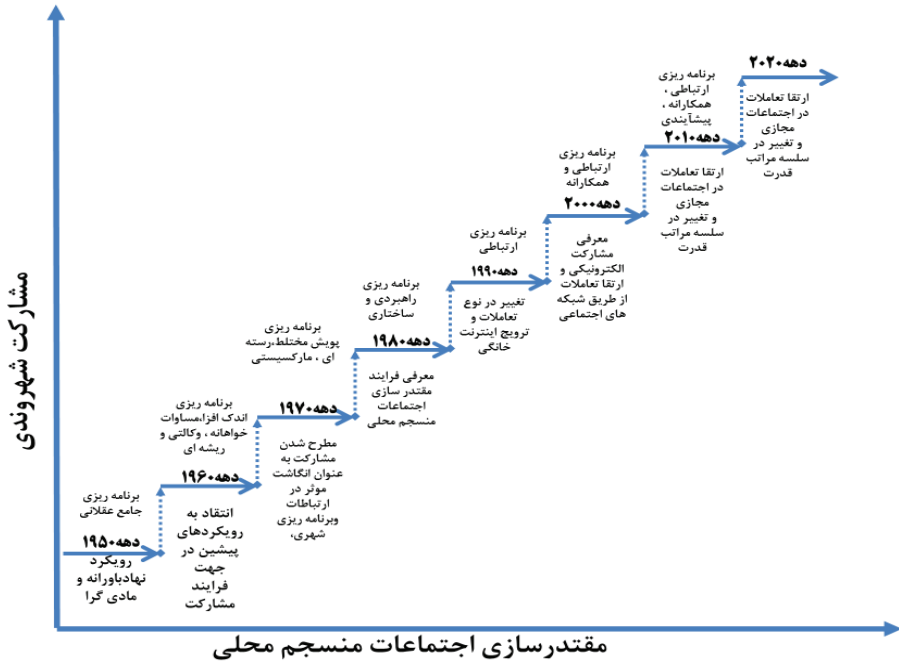 مشارکت شهروندی
برنامه ریزی
جامع عقلانی
دهه۱۹۵۰
رویکرد
نهادباورانه و
مادی گرا
برنامه ریزی
اندک افزا،مساوات
خواهانه ، وکالتی و
ریشه ای
دهه۱۹۶۰
انتقاد به
رویکردهای
پیشین در
جهت
فرایند
مشارکت
برنامه ریزی
پویش مختلط،رسته
ای ، مارکسیستی
دهه۱۹۷۰
مطرح شدن
مشارکت به
عنوان انگاشت
موثر در
ارتباطات
وبرنامه ریزی
شهری،
برنامه ریزی
راهبردی و
ساختاری
دهه۱۹۸۰
معرفی فرایند
مقتدر سازی
اجتماعات
منسجم محلی
برنامه ریزی
ارتباطی
دهه۱۹۹۰
تغییر در نوع
تعاملات و
ترویج اینترنت
خانگی
برنامه ریزی
ارتباطی و
همکارانه
دهه۲۰۰۰
معرفی
مشارکت
الکترونیکی و
ارتقا تعاملات
از طریق شبکه
های اجتماعی
برنامه ریزی
ارتباطی ،
همکارانه ،
پیشآیندی
دهه۲۰۱۰
ارتقا تعاملات
در اجتماعات
مجازی
و تغییر در
سلسه مراتب
قدرت
دهه۲۰۲۰
ارتقا تعاملات
در اجتماعات
مجازی
و تغییر در
سلسه مراتب
قدرت
مقتدرسازی اجتماعات منسجم محلی